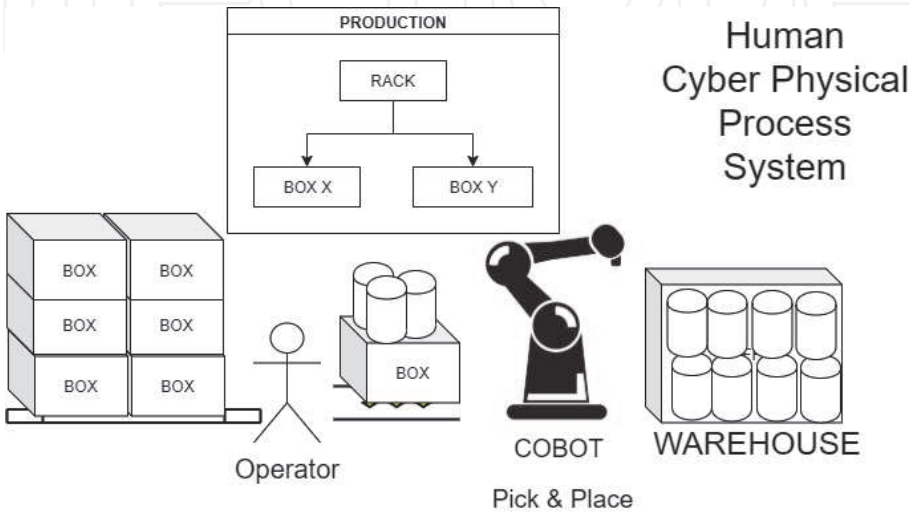 PRODUCTION
RACK
BOX X
BOX Y
Human
Cyber Physical
Process
System
BOX
BOX
BOX
BOX
BOX
BOX
BOX
Operator
COBOT
Pick & Place
WAREHOUSE